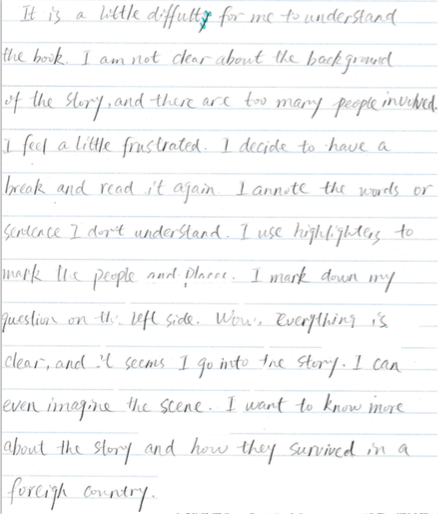 It is a little diffulty for me to understand
the book. I am not clear about the background
of the story, and there are too many people involved.
I feel a little frustrated. I decide to have a
break and read it again. I annote the words or
sentence I don't understand. I use highlighters to
mark the people and places. I mark down my
question on the left side. Wow, Everything is
clear, and it seems I go into the story. I can
even imagine the scene. I want to know more
about the story and how they survived in a
foreigh country.